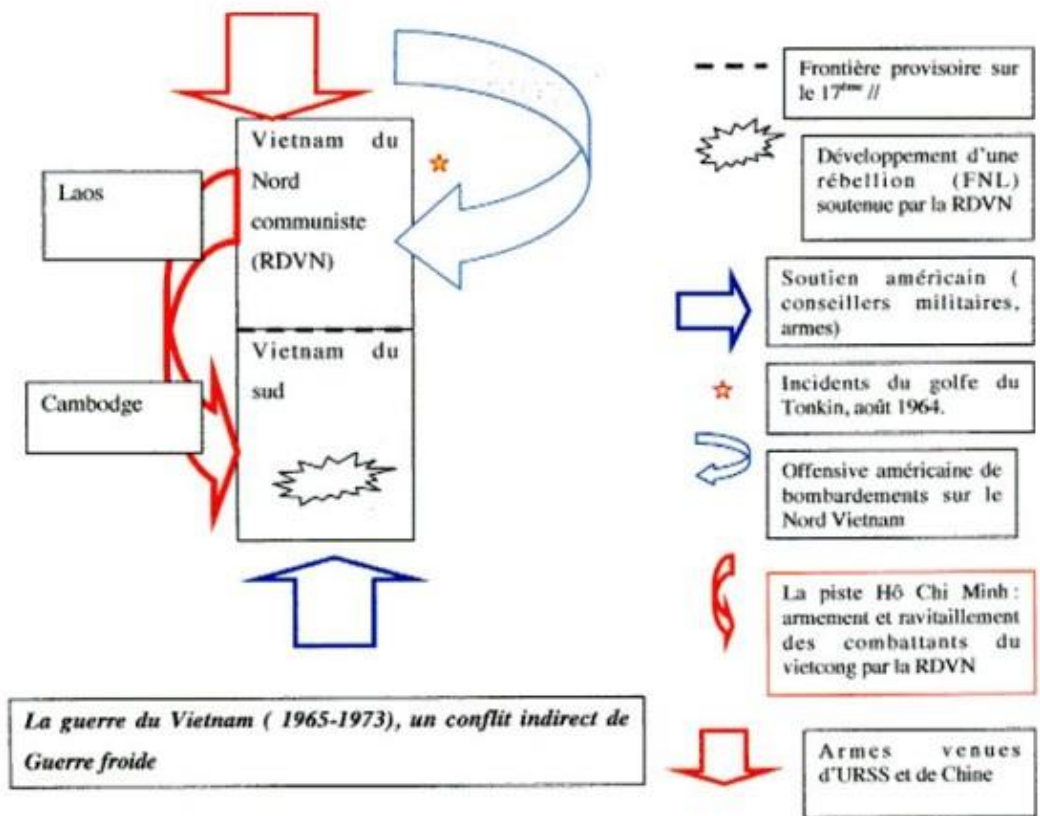 Vietnam du
Nord
communiste
(RDVN)
Laos
Vietnam du
sud
Cambodge
La guerre du Vietnam ( 1965-1973), un conflit indirect de
Guerre froide
Frontière provisoire sur
le 17ème //
Développement d'une
rébellion (FNL)
soutenue par la RDVN
Soutien américain (
conseillers militaires,
armes)
Incidents du golfe du
Tonkin, août 1964.
Offensive américaine de
bombardements sur le
Nord Vietnam
La piste Hô Chi Minh :
armement et ravitaillement
des combattants du
vietcong par la RDVN
Armes venues
d'URSS et de Chine